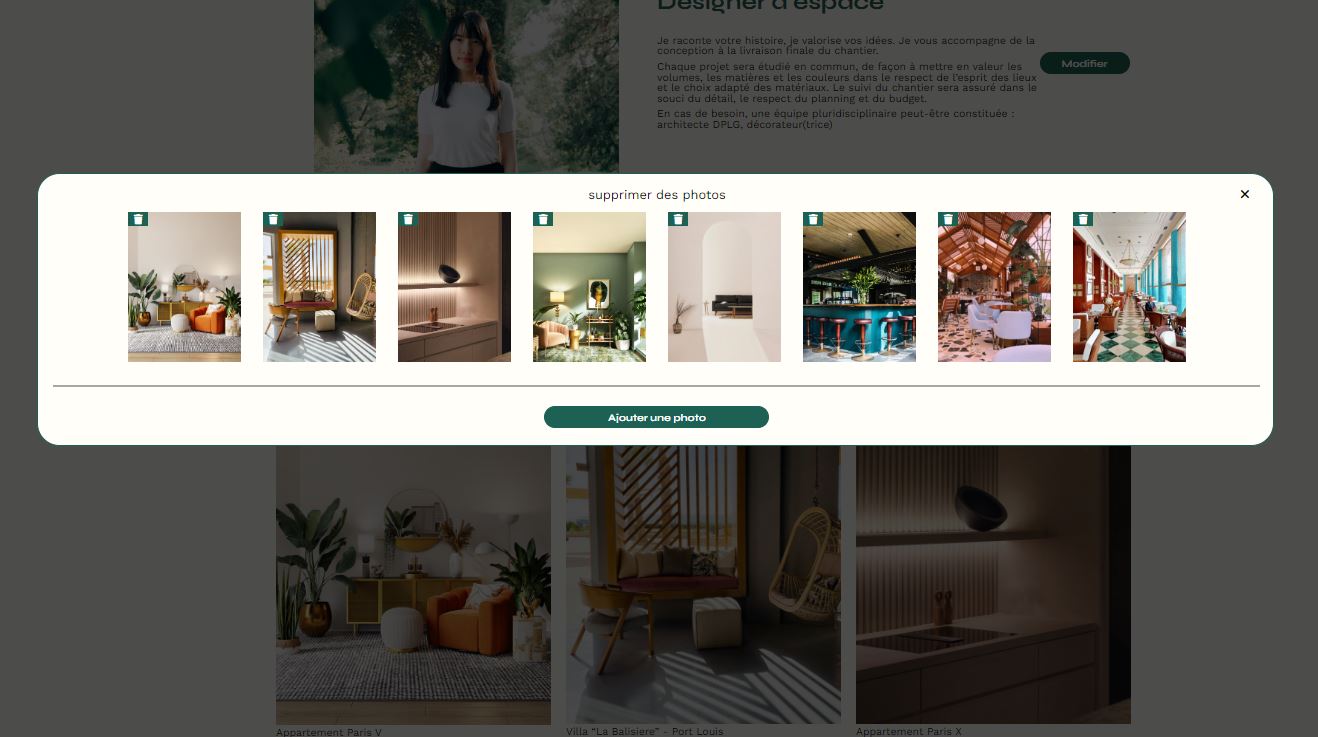 Designer d'espace
Je raconte votre histoire, je valorise vos idées. Je vous accompagne de la
conception à la livraison finale du chantier.
Chaque projet sera étudié en commun, de façon à mettre en valeur les
volumes, les matières et les couleurs dans le respect de l'esprit des lieux
et le choix adapté des matériaux. Le suivi du chantier sera assuré dans le
souci du détail, le respect du planning et du budget.
En cas de besoin, une équipe pluridisciplinaire peut-être constituée :
architecte DPLG, décorateur(trice)
Modifier
supprimer des photos
✕
Ajouter une photo
Appartement Paris V
Villa "La Balisiere" - Port Louis
Appartement Paris X